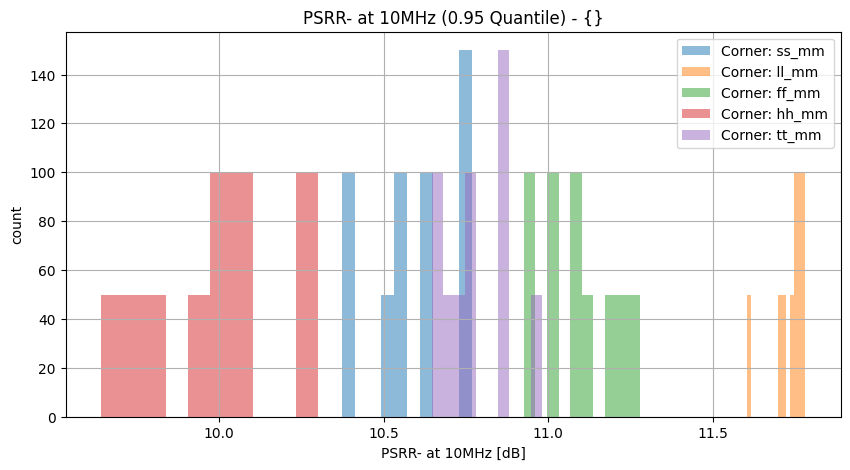 PSRR- at 10MHz (0.95 Quantile) - {}
Corner: ss_mm
Corner: ll_mm
Corner: ff_mm
Corner: hh_mm
Corner: tt_mm
140
120
100
80
60
40
20
0
count
10.0 10.5 11.0 11.5
PSRR- at 10MHz [dB]